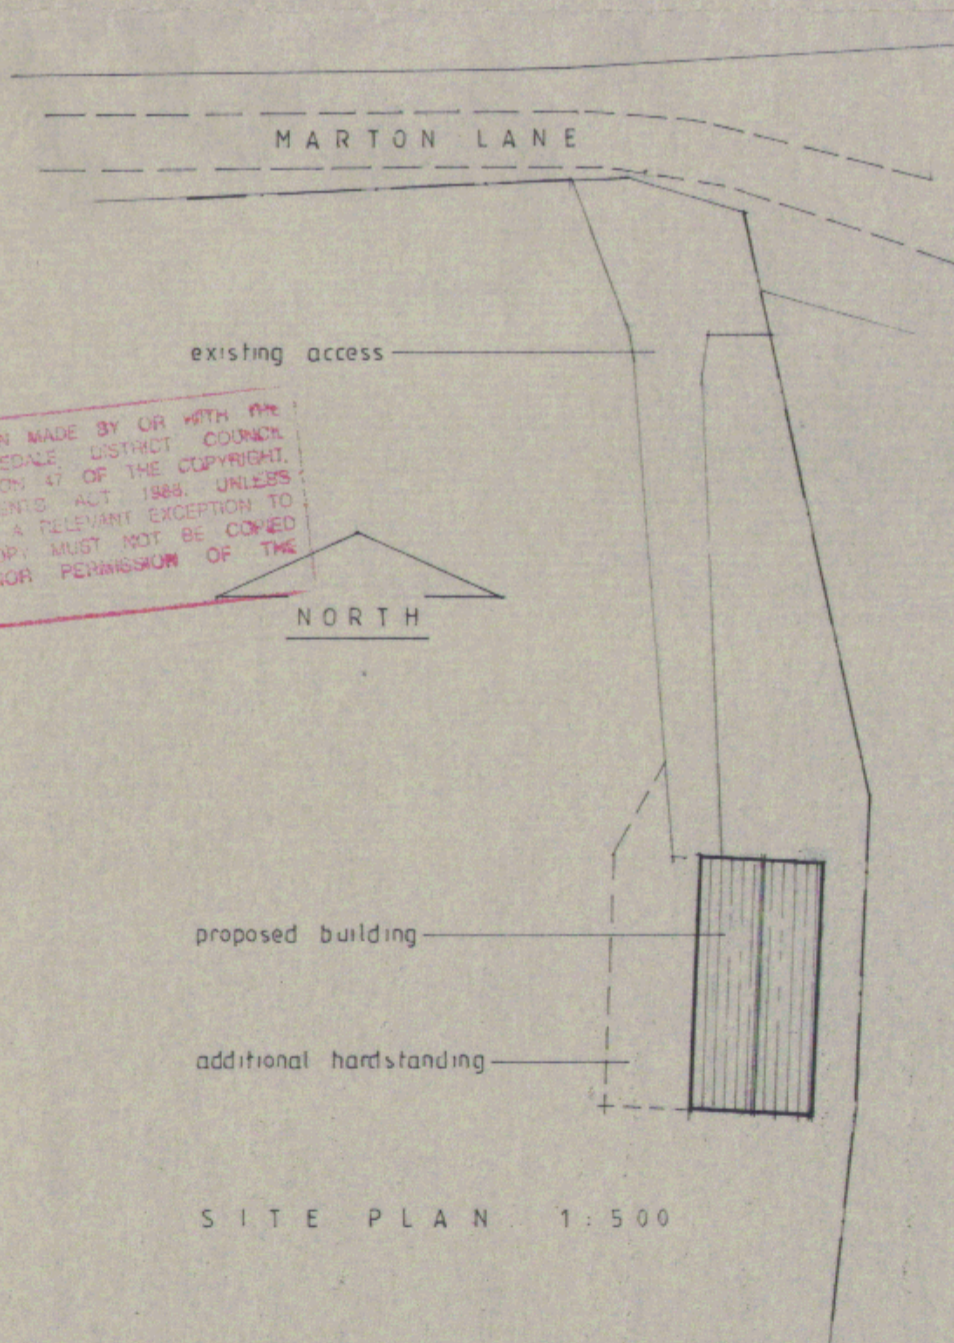 MARTON LANE
existing access
N MADE BY OR WITH THE
EDALE DISTRICT COUNCIL
ON 47 OF THE COPYRIGHT,
ENTS ACT 1988. UNLESS
A RELEVANT EXCEPTION TO
OPY MUST NOT BE COPIED
IOR PERMISSION OF THE
NORTH
proposed building
additional hardstanding
SITE PLAN 1:500